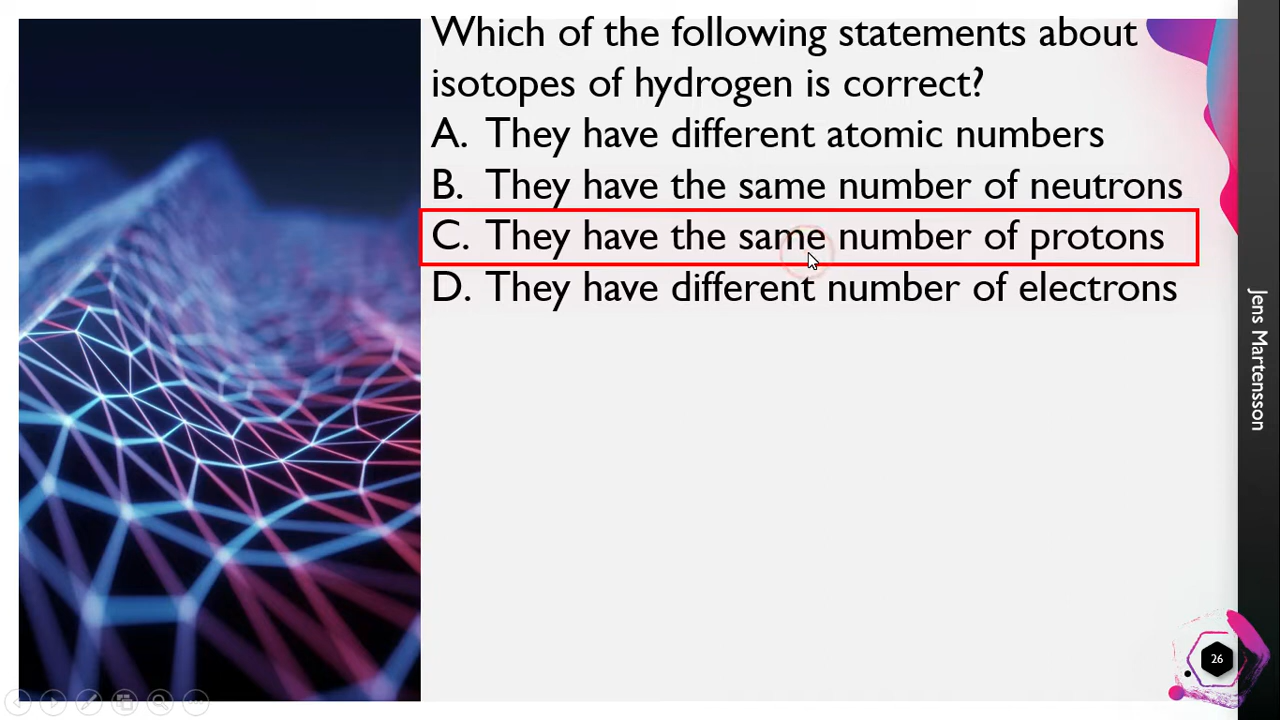 Which of the following statements about
isotopes of hydrogen is correct?
A. They have different atomic numbers
B. They have the same number of neutrons
C. They have the same number of protons
D. They have different number of electrons
Jens Martensson
26